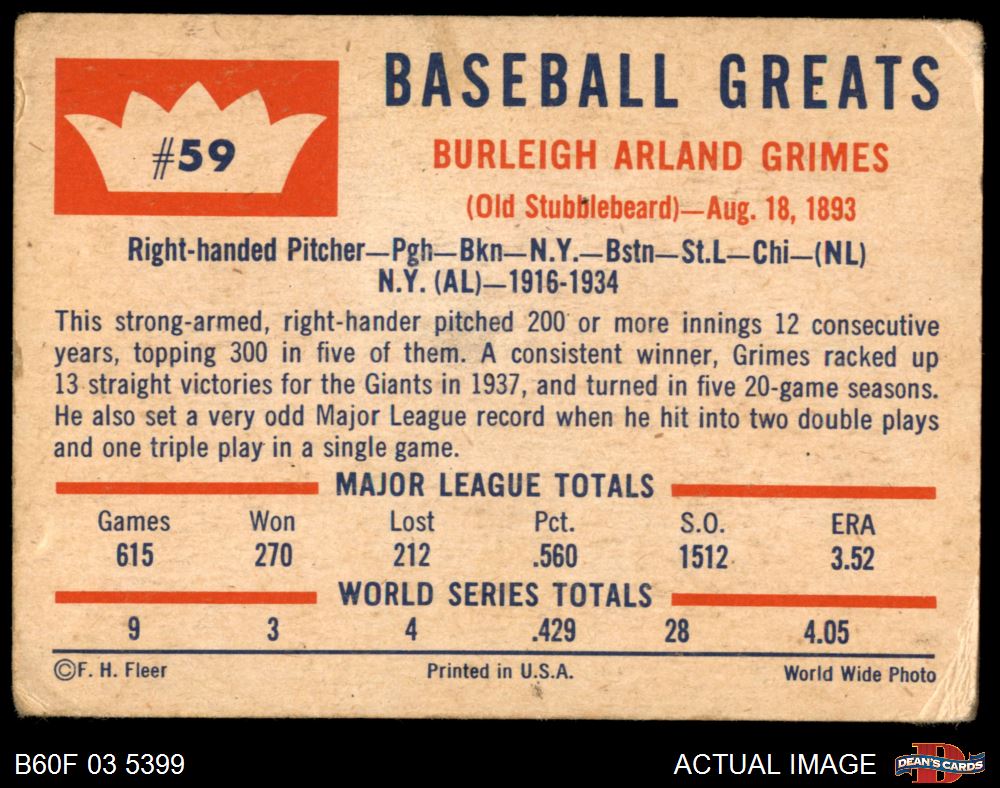 #59
BASEBALL GREATS
BURLEIGH ARLAND GRIMES
(Old Stubblebeard)—Aug. 18, 1893
Right-handed Pitcher—Pgh—Bkn—N.Y.—Bstn—St.L—Chi—(NL)
N.Y. (AL)—1916-1934
This strong-armed, right-hander pitched 200 or more innings 12 consecutive
years, topping 300 in five of them. A consistent winner, Grimes racked up
13 straight victories for the Giants in 1937, and turned in five 20-game seasons.
He also set a very odd Major League record when he hit into two double plays
and one triple play in a single game.
MAJOR LEAGUE TOTALS
Games Won Lost Pct. S.O. ERA
615 270 212 .560 1512 3.52
WORLD SERIES TOTALS
9 3 4 .429 28 4.05
©F. H. Fleer Printed in U.S.A. World Wide Photo
B60F 03 5399 ACTUAL IMAGE D DEAN'S CARDS